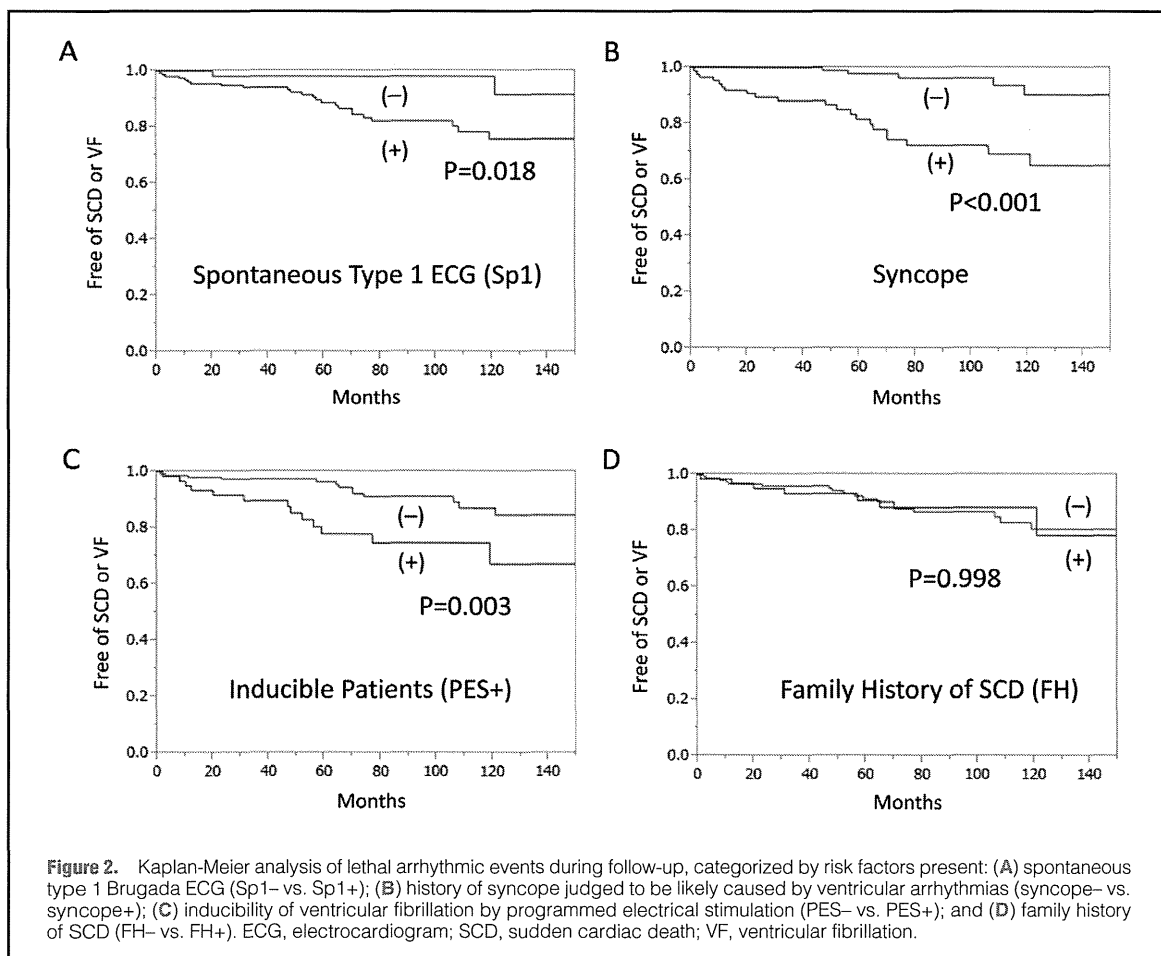 A
1.0
0.8
0.6
0.4
0.2
0.0
Free of SCD or VF
(–)
(+)
P=0.018
Spontaneous Type 1 ECG (Sp1)
0 20 40 60 80 100 120 140
Months
B
1.0
0.8
0.6
0.4
0.2
0.0
Free of SCD or VF
(–)
(+)
P<0.001
Syncope
0 20 40 60 80 100 120 140
Months
C
1.0
0.8
0.6
0.4
0.2
0.0
Free of SCD or VF
(–)
(+)
P=0.003
Inducible Patients (PES+)
0 20 40 60 80 100 120 140
Months
D
1.0
0.8
0.6
0.4
0.2
0.0
Free of SCD or VF
(–)
(+)
P=0.998
Family History of SCD (FH)
0 20 40 60 80 100 120 140
Months
Figure 2. Kaplan-Meier analysis of lethal arrhythmic events during follow-up, categorized by risk factors present: (A) spontaneous
type 1 Brugada ECG (Sp1– vs. Sp1+); (B) history of syncope judged to be likely caused by ventricular arrhythmias (syncope– vs.
syncope+); (C) inducibility of ventricular fibrillation by programmed electrical stimulation (PES– vs. PES+); and (D) family history
of SCD (FH– vs. FH+). ECG, electrocardiogram; SCD, sudden cardiac death; VF, ventricular fibrillation.